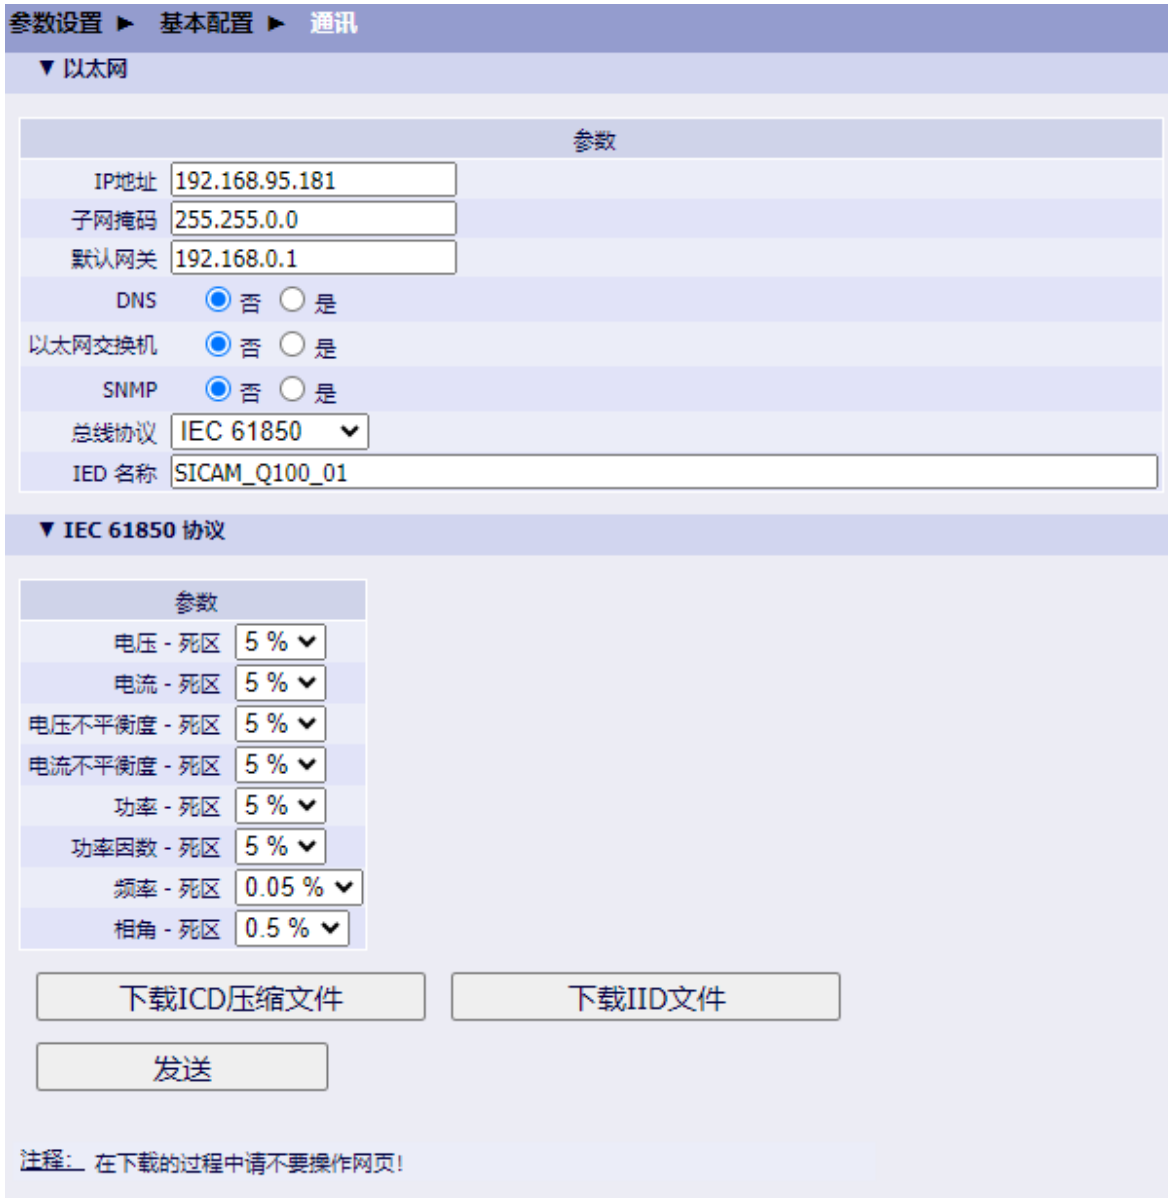 参数设置 ▶ 基本配置 ▶ 通讯
▼ 以太网
参数
IP地址 192.168.95.181
子网掩码 255.255.0.0
默认网关 192.168.0.1
DNS 否 是
以太网交换机 否 是
SNMP 否 是
总线协议 IEC 61850
IED 名称 SICAM_Q100_01
▼ IEC 61850 协议
参数
电压 - 死区 5 %
电流 - 死区 5 %
电压不平衡度 - 死区 5 %
电流不平衡度 - 死区 5 %
功率 - 死区 5 %
功率因数 - 死区 5 %
频率 - 死区 0.05 %
相角 - 死区 0.5 %
下载ICD压缩文件 下载IID文件
发送
注释: 在下载的过程中请不要操作网页!